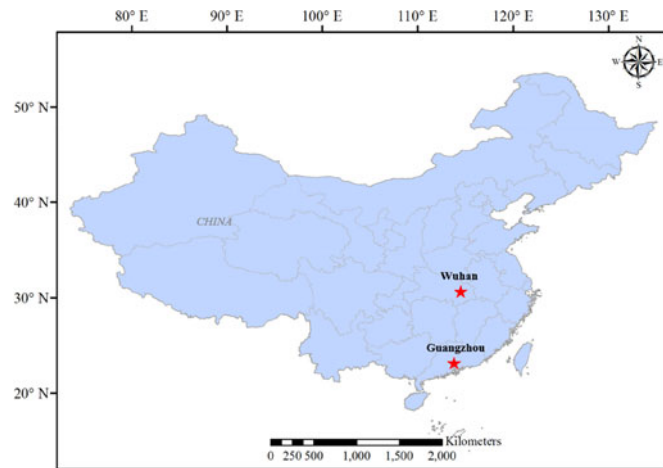 80° E 90° E 100° E 110° E 120° E 130° E
N
W E
S
50° N
40° N
CHINA
Wuhan
30° N
Guangzhou
20° N
Kilometers
0 250 500 1,000 1,500 2,000